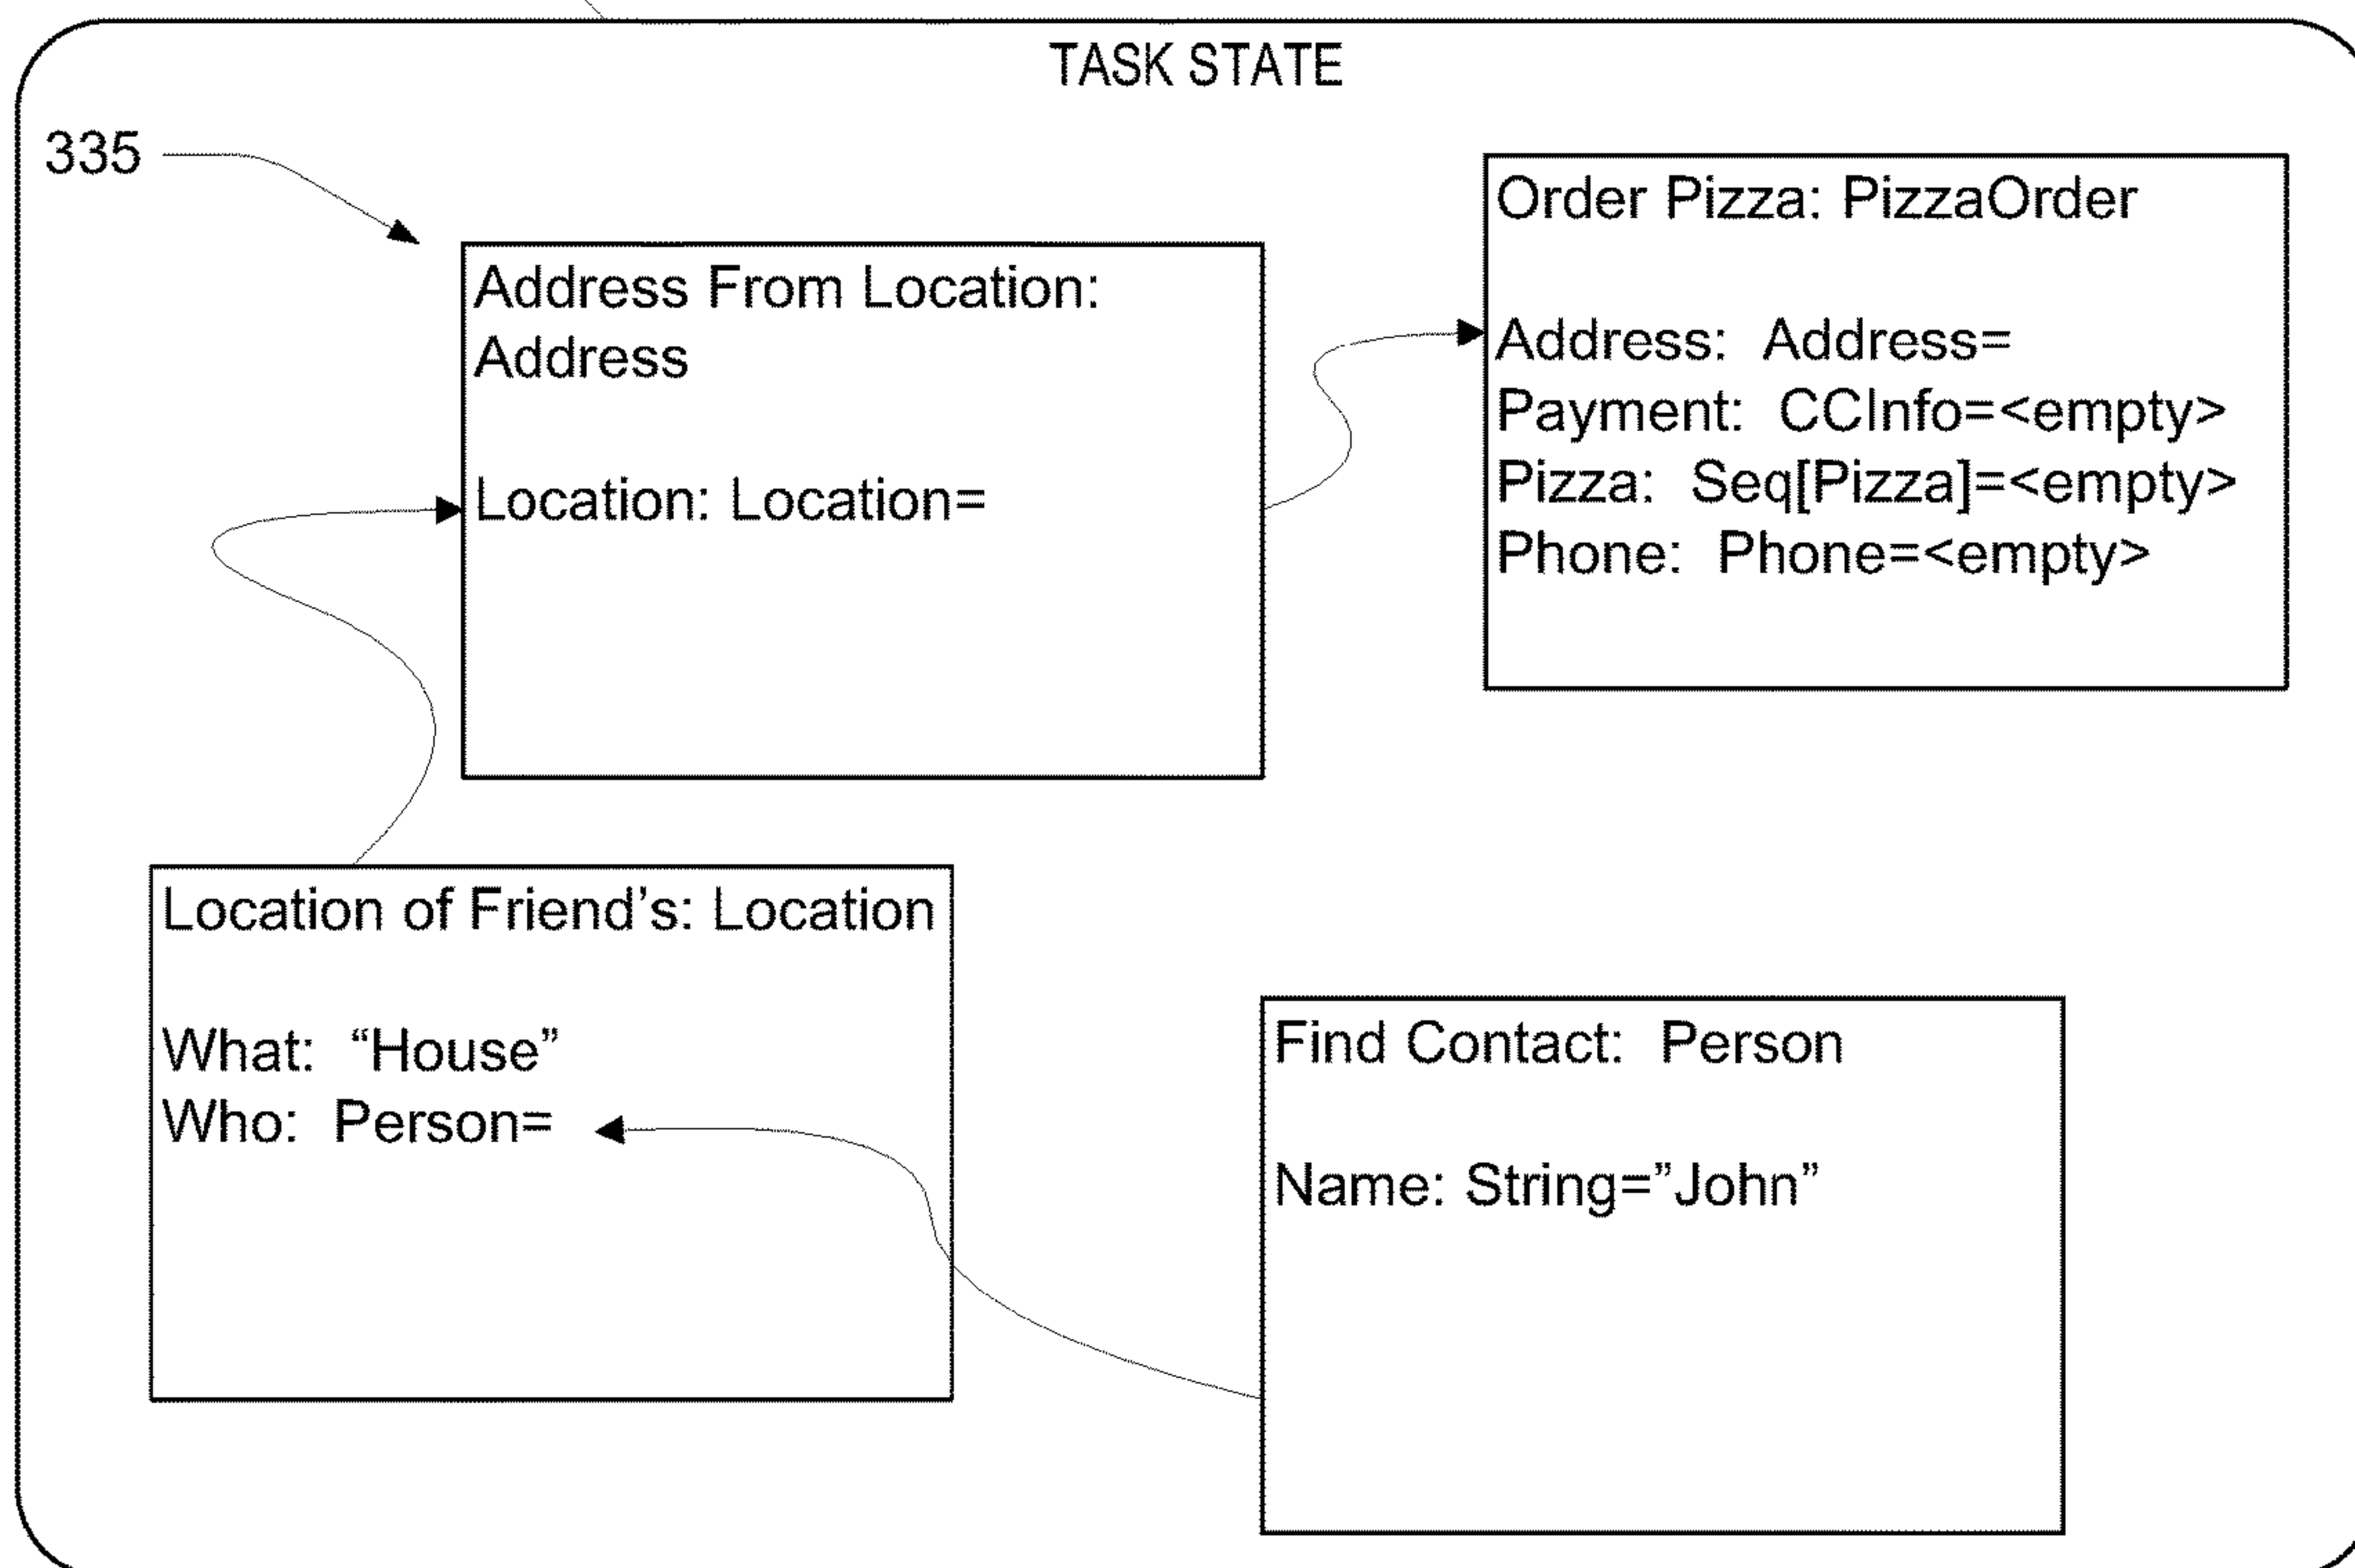 TASK STATE
335
Address From Location:
Address
Location: Location=
Order Pizza: PizzaOrder
Address: Address=
Payment: CCInfo=<empty>
Pizza: Seq[Pizza]=<empty>
Phone: Phone=<empty>
Location of Friend’s: Location
What: “House”
Who: Person=
Find Contact: Person
Name: String=”John”